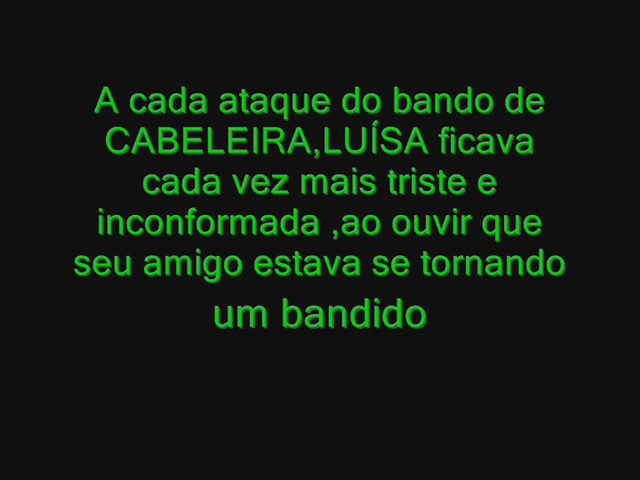 A cada ataque do bando de
CABELEIRA,LUÍSA ficava
cada vez mais triste e
inconformada ,ao ouvir que
seu amigo estava se tornando
um bandido